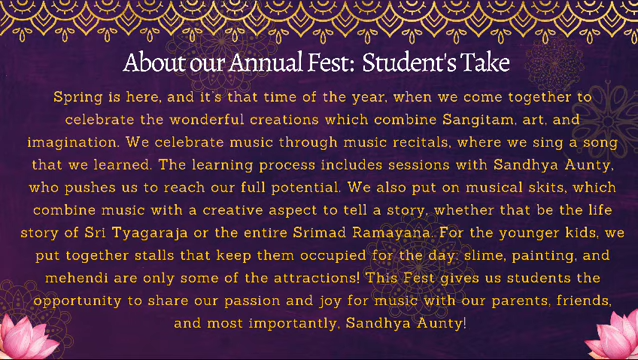 About our Annual Fest: Student's Take
Spring is here, and it's that time of the year, when we come together to
celebrate the wonderful creations which combine Sangitam, art, and
imagination. We celebrate music through music recitals, where we sing a song
that we learned. The learning process includes sessions with Sandhya Aunty,
who pushes us to reach our full potential. We also put on musical skits, which
combine music with a creative aspect to tell a story, whether that be the life
story of Sri Tyagaraja or the entire Srimad Ramayana. For the younger kids, we
put together stalls that keep them occupied for the day: slime, painting, and
mehendi are only some of the attractions! This Fest gives us students the
opportunity to share our passion and joy for music with our parents, friends,
and most importantly, Sandhya Aunty!